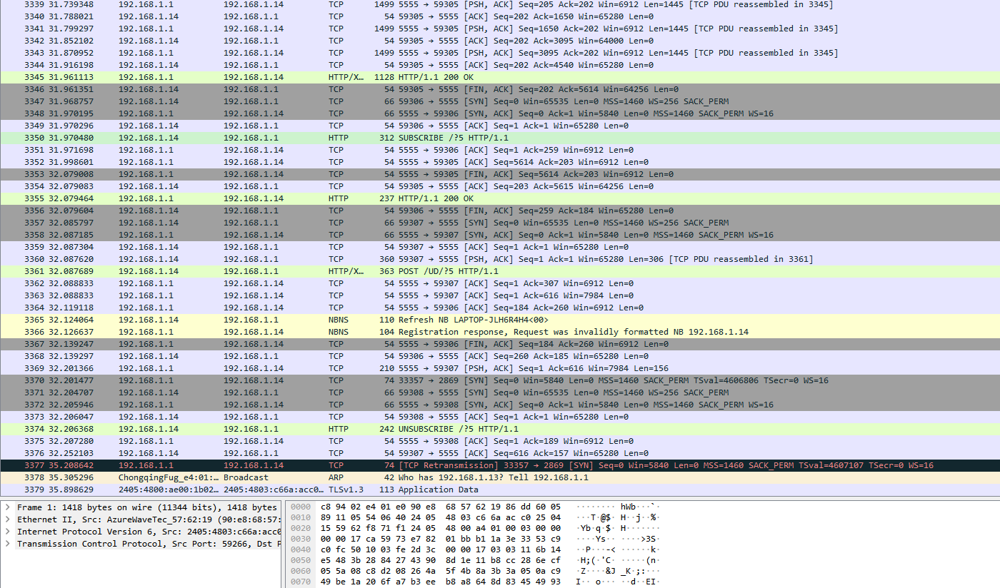 3339 31.739348 192.168.1.1 192.168.1.14 TCP 1499 5555 → 59305 [PSH, ACK] Seq=205 Ack=202 Win=6912 Len=1445 [TCP PDU reassembled in 3345]
3340 31.788021 192.168.1.14 192.168.1.1 TCP 54 59305 → 5555 [ACK] Seq=202 Ack=1650 Win=65280 Len=0
3341 31.799297 192.168.1.1 192.168.1.14 TCP 1499 5555 → 59305 [PSH, ACK] Seq=1650 Ack=202 Win=6912 Len=1445 [TCP PDU reassembled in 3345]
3342 31.852102 192.168.1.14 192.168.1.1 TCP 54 59305 → 5555 [ACK] Seq=202 Ack=3095 Win=64000 Len=0
3343 31.870952 192.168.1.1 192.168.1.14 TCP 1499 5555 → 59305 [PSH, ACK] Seq=3095 Ack=202 Win=6912 Len=1445 [TCP PDU reassembled in 3345]
3344 31.916198 192.168.1.14 192.168.1.1 TCP 54 59305 → 5555 [ACK] Seq=202 Ack=4540 Win=65280 Len=0
3345 31.961113 192.168.1.1 192.168.1.14 HTTP/X… 1128 HTTP/1.1 200 OK
3346 31.961351 192.168.1.14 192.168.1.1 TCP 54 59305 → 5555 [FIN, ACK] Seq=202 Ack=5614 Win=64256 Len=0
3347 31.968757 192.168.1.14 192.168.1.1 TCP 66 59306 → 5555 [SYN] Seq=0 Win=65535 Len=0 MSS=1460 WS=256 SACK_PERM
3348 31.970195 192.168.1.1 192.168.1.14 TCP 66 5555 → 59306 [SYN, ACK] Seq=0 Ack=1 Win=5840 Len=0 MSS=1460 SACK_PERM WS=16
3349 31.970296 192.168.1.14 192.168.1.1 TCP 54 59306 → 5555 [ACK] Seq=1 Ack=1 Win=65280 Len=0
3350 31.970480 192.168.1.14 192.168.1.1 HTTP 312 SUBSCRIBE /?5 HTTP/1.1
3351 31.971698 192.168.1.1 192.168.1.14 TCP 54 5555 → 59306 [ACK] Seq=1 Ack=259 Win=6912 Len=0
3352 31.998601 192.168.1.1 192.168.1.14 TCP 54 5555 → 59305 [ACK] Seq=5614 Ack=203 Win=6912 Len=0
3353 32.079008 192.168.1.1 192.168.1.14 TCP 54 5555 → 59305 [FIN, ACK] Seq=5614 Ack=203 Win=6912 Len=0
3354 32.079083 192.168.1.14 192.168.1.1 TCP 54 59305 → 5555 [ACK] Seq=203 Ack=5615 Win=64256 Len=0
3355 32.079464 192.168.1.1 192.168.1.14 HTTP 237 HTTP/1.1 200 OK
3356 32.079604 192.168.1.14 192.168.1.1 TCP 54 59306 → 5555 [FIN, ACK] Seq=259 Ack=184 Win=65280 Len=0
3357 32.085797 192.168.1.14 192.168.1.1 TCP 66 59307 → 5555 [SYN] Seq=0 Win=65535 Len=0 MSS=1460 WS=256 SACK_PERM
3358 32.087185 192.168.1.1 192.168.1.14 TCP 66 5555 → 59307 [SYN, ACK] Seq=0 Ack=1 Win=5840 Len=0 MSS=1460 SACK_PERM WS=16
3359 32.087304 192.168.1.14 192.168.1.1 TCP 54 59307 → 5555 [ACK] Seq=1 Ack=1 Win=65280 Len=0
3360 32.087620 192.168.1.14 192.168.1.1 TCP 360 59307 → 5555 [PSH, ACK] Seq=1 Ack=1 Win=65280 Len=306 [TCP PDU reassembled in 3361]
3361 32.087689 192.168.1.14 192.168.1.1 HTTP/X… 363 POST /UD/?5 HTTP/1.1
3362 32.088833 192.168.1.1 192.168.1.14 TCP 54 5555 → 59307 [ACK] Seq=1 Ack=307 Win=6912 Len=0
3363 32.088833 192.168.1.1 192.168.1.14 TCP 54 5555 → 59307 [ACK] Seq=1 Ack=616 Win=7984 Len=0
3364 32.119118 192.168.1.1 192.168.1.14 TCP 54 5555 → 59306 [ACK] Seq=184 Ack=260 Win=6912 Len=0
3365 32.124064 192.168.1.14 192.168.1.1 NBNS 110 Refresh NB LAPTOP-JLH6R4H4<00>
3366 32.126637 192.168.1.1 192.168.1.14 NBNS 104 Registration response, Request was invalidly formatted NB 192.168.1.14
3367 32.139247 192.168.1.1 192.168.1.14 TCP 54 5555 → 59306 [FIN, ACK] Seq=184 Ack=260 Win=6912 Len=0
3368 32.139297 192.168.1.14 192.168.1.1 TCP 54 59306 → 5555 [ACK] Seq=260 Ack=185 Win=65280 Len=0
3369 32.201366 192.168.1.1 192.168.1.14 TCP 210 5555 → 59307 [PSH, ACK] Seq=1 Ack=616 Win=7984 Len=156
3370 32.201477 192.168.1.1 192.168.1.14 TCP 74 33357 → 2869 [SYN] Seq=0 Win=5840 Len=0 MSS=1460 SACK_PERM TSval=4606806 TSecr=0 WS=16
3371 32.204707 192.168.1.14 192.168.1.1 TCP 66 59308 → 5555 [SYN] Seq=0 Win=65535 Len=0 MSS=1460 WS=256 SACK_PERM
3372 32.205946 192.168.1.1 192.168.1.14 TCP 66 5555 → 59308 [SYN, ACK] Seq=0 Ack=1 Win=5840 Len=0 MSS=1460 SACK_PERM WS=16
3373 32.206047 192.168.1.14 192.168.1.1 TCP 54 59308 → 5555 [ACK] Seq=1 Ack=1 Win=65280 Len=0
3374 32.206368 192.168.1.14 192.168.1.1 HTTP 242 UNSUBSCRIBE /?5 HTTP/1.1
3375 32.207280 192.168.1.1 192.168.1.14 TCP 54 5555 → 59308 [ACK] Seq=1 Ack=189 Win=6912 Len=0
3376 32.252103 192.168.1.14 192.168.1.1 TCP 54 59307 → 5555 [ACK] Seq=616 Ack=157 Win=65280 Len=0
3377 35.208642 192.168.1.1 192.168.1.14 TCP 74 [TCP Retransmission] 33357 → 2869 [SYN] Seq=0 Win=5840 Len=0 MSS=1460 SACK_PERM TSval=4607107 TSecr=0 WS=16
3378 35.305296 ChongqingFug_e4:01:… Broadcast ARP 42 Who has 192.168.1.13? Tell 192.168.1.1
3379 35.898629 2405:4800:ae00:1b02… 2405:4803:c66a:acc0… TLSv1.3 113 Application Data
Frame 1: 1418 bytes on wire (11344 bits), 1418 bytes
Ethernet II, Src: AzureWaveTec_57:62:19 (90:e8:68:57:
Internet Protocol Version 6, Src: 2405:4803:c66a:acc0
Transmission Control Protocol, Src Port: 59266, Dst P
0000 c8 94 02 e4 01 e0 90 e8 68 57 62 19 86 dd 60 05 ········ hWb···`·
0010 89 11 05 54 06 40 24 05 48 03 c6 6a ac c0 25 04 ···T·@$· H··j··%·
0020 15 59 62 f8 71 f1 24 05 48 00 a4 01 00 03 00 00 ·Yb·q·$· H·······
0030 00 00 17 ca 59 73 e7 82 01 bb b1 1a 3e 33 53 c9 ····Ys·· ····>3S·
0040 c0 fc 50 10 03 fe 2d 3c 00 00 17 03 03 11 6b 14 ··P···-< ······k·
0050 e5 48 3b 28 84 27 43 90 8d 1e 11 b8 cc 28 6e cf ·H;(·'C· ·····(n·
0060 05 5a 08 c8 d2 08 26 4a 5f 4b 8a 3b 3a 05 0a c9 ·Z····&J _K·;:···
0070 49 be 1a 20 6f a7 b3 ee b8 a8 64 8d 83 45 49 93 I·· o··· ··d··EI·